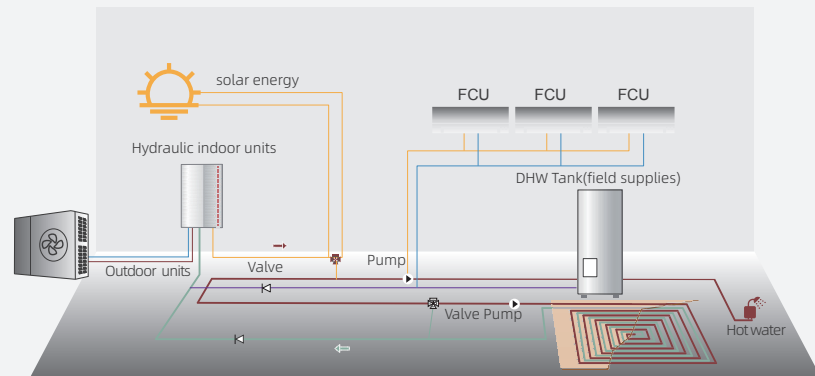 solar energy
FCU
FCU
FCU
Hydraulic indoor units
DHW Tank(field supplies)
Outdoor units
Valve
Pump
Valve Pump
Hot water